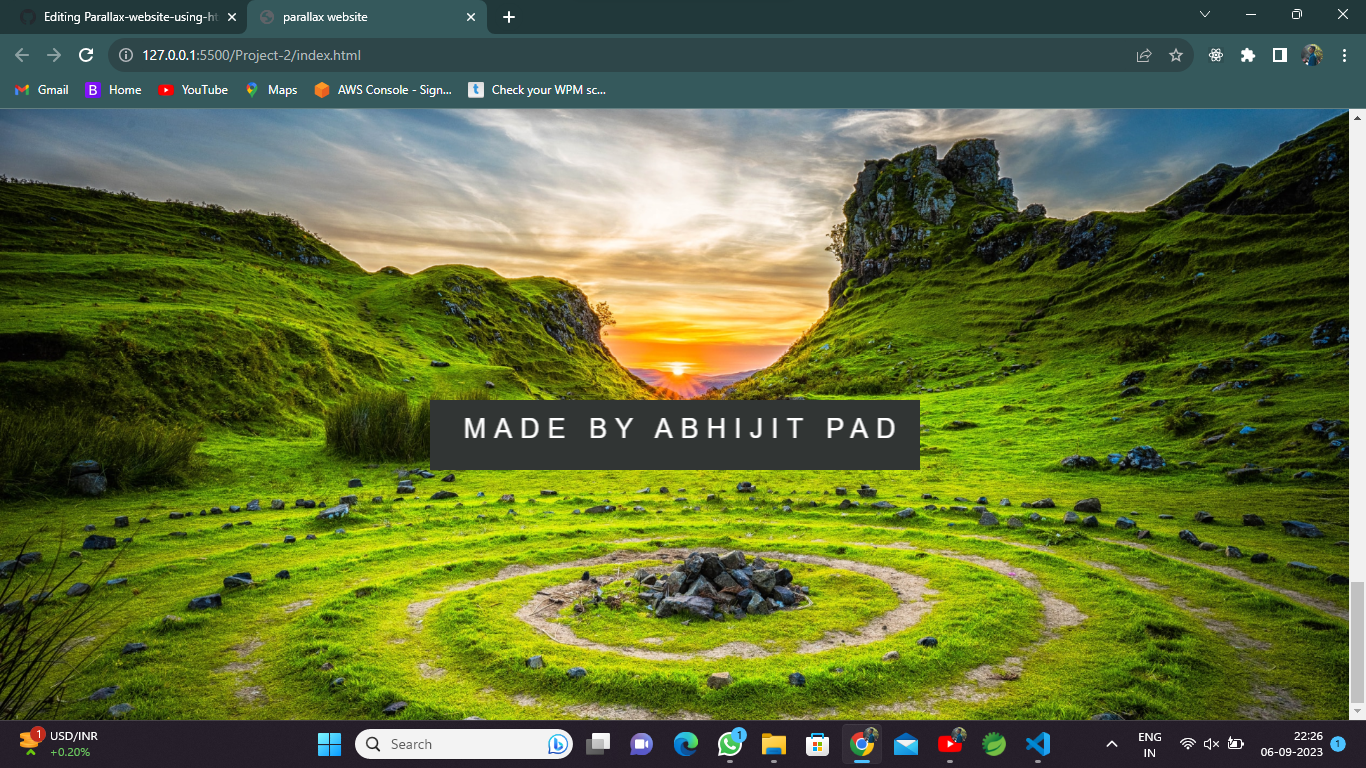 Editing Parallax-website-using-ht
parallax website
127.0.0.1:5500/Project-2/index.html
Gmail
Home
YouTube
Maps
AWS Console - Sign...
Check your WPM sc...
MADE BY ABHIJIT PAD
1
USD/INR
+0.20%
Search
1
ENG
IN
22:26
06-09-2023
1